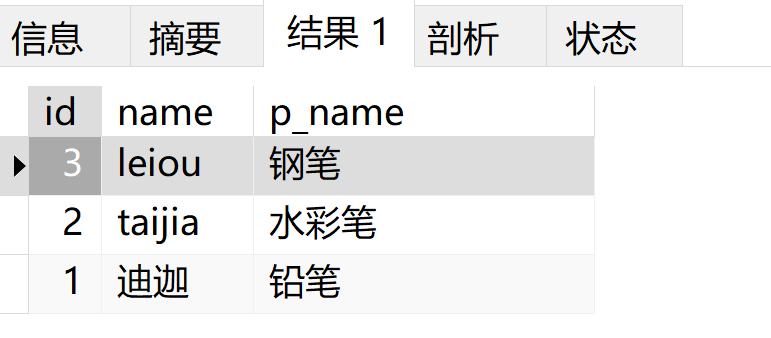 信息 摘要 结果 1 剖析 状态
id name p_name
3 leiou 钢笔
2 taijia 水彩笔
1 迪迦 铅笔